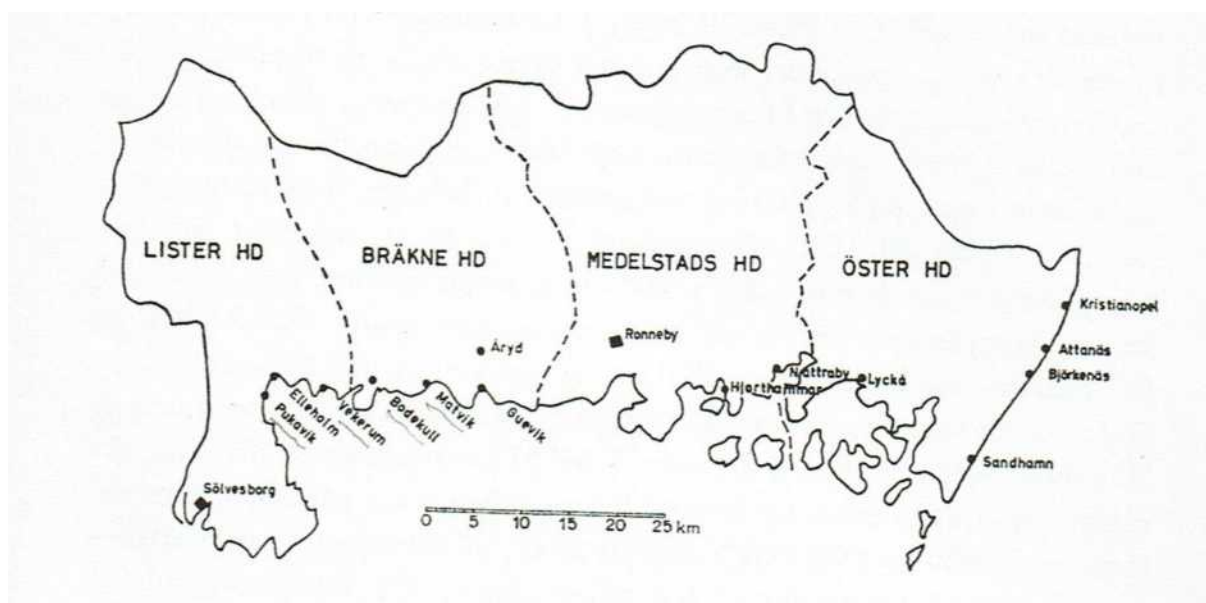 LISTER HD
BRÄKNE HD
MEDELSTADS HD
ÖSTER HD
Kristianopel
Ronneby
Åryd
Attanäs
Björkenäs
Nättraby
Lyckå
Hjorthammar
Elleholm
Pukavik
Vekerum
Bodekull
Matvik
Guevik
Sandhamn
Sölvesborg
0 5 10 15 20 25 km